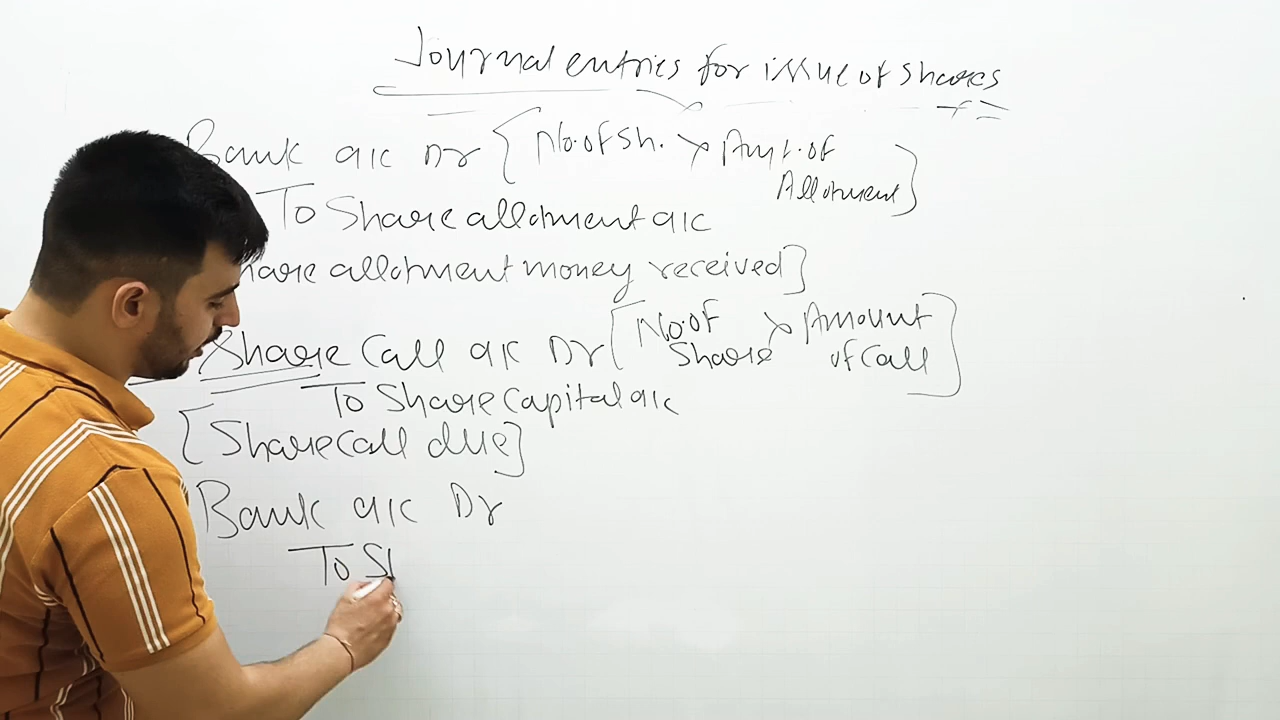 Journal entries for issue of shares
Bank a/c Dr { No. of Sh. × Amt. of
Allotment }
To Share allotment a/c
hare allotment money received]
Share Call a/c Dr [No. of × Amount
Share of Call]
To Share capital a/c
[Share call due]
Bank a/c Dr
To Sh